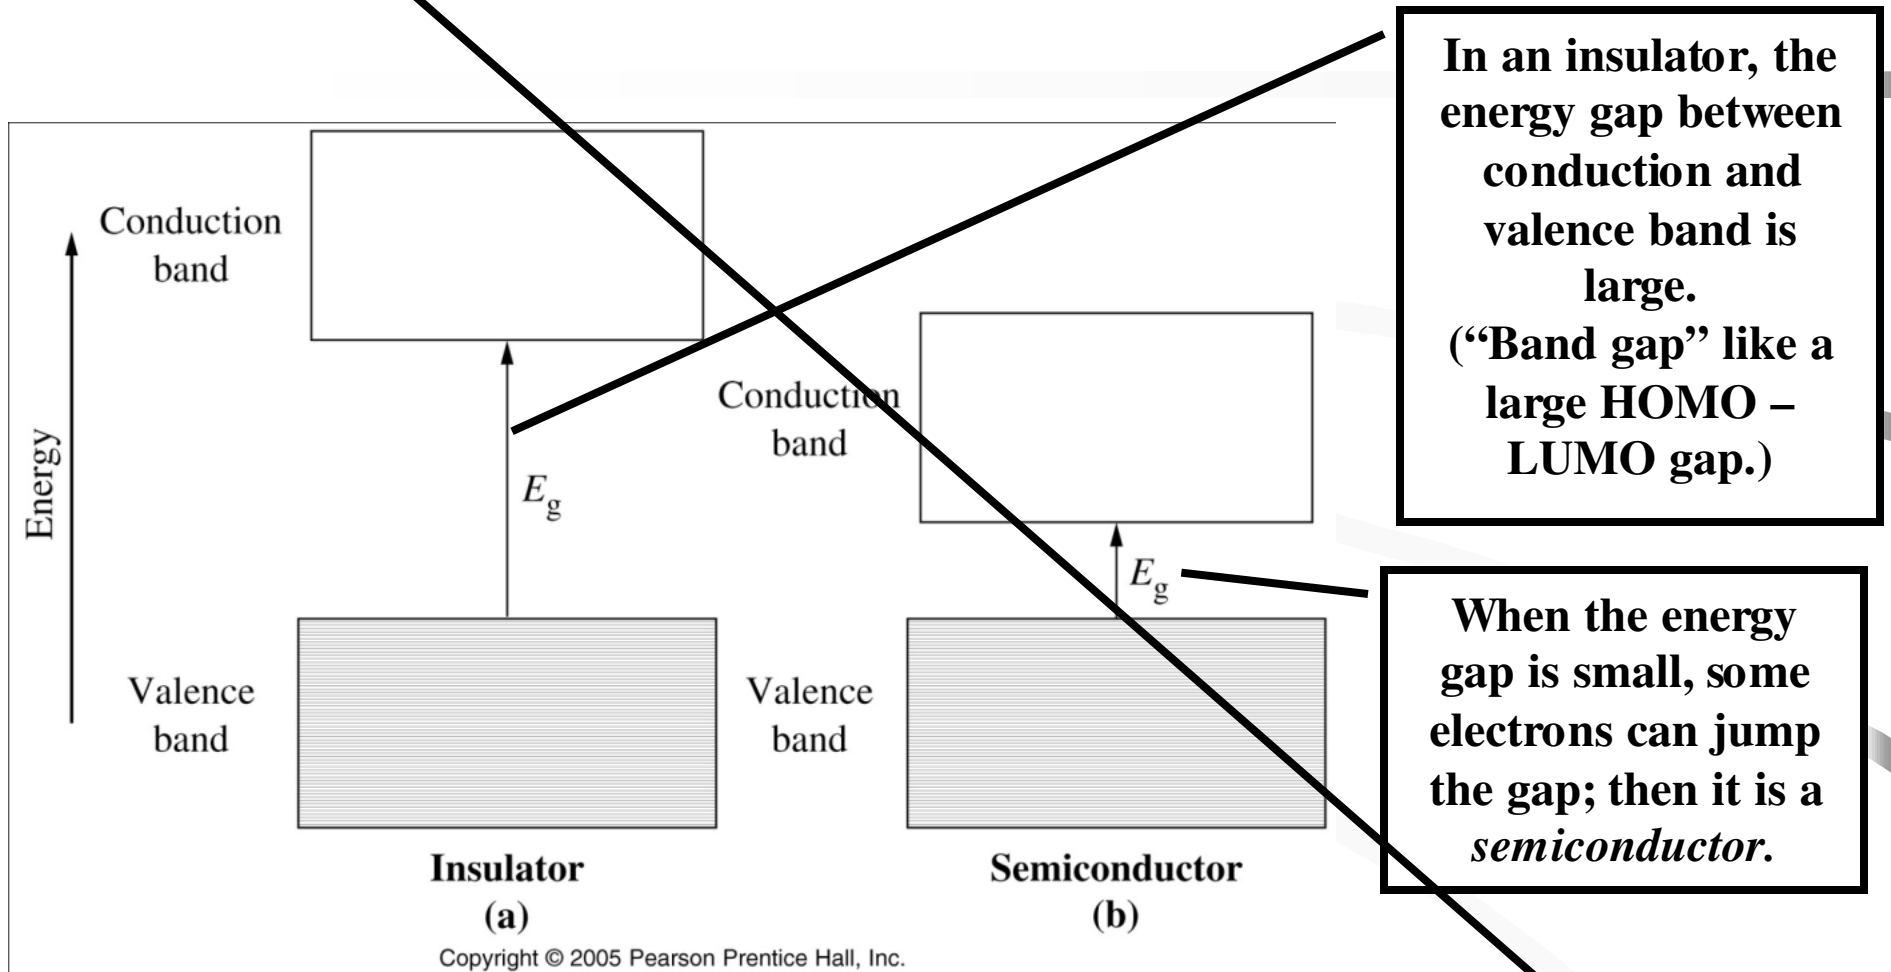 In an insulator, the
energy gap between
conduction and
valence band is
large.
(“Band gap” like a
large HOMO –
LUMO gap.)
Conduction
band
Conduction
band
Energy
Eg
Eg
When the energy
gap is small, some
electrons can jump
the gap; then it is a
semiconductor.
Valence
band
Valence
band
Insulator
(a)
Semiconductor
(b)
Copyright © 2005 Pearson Prentice Hall, Inc.